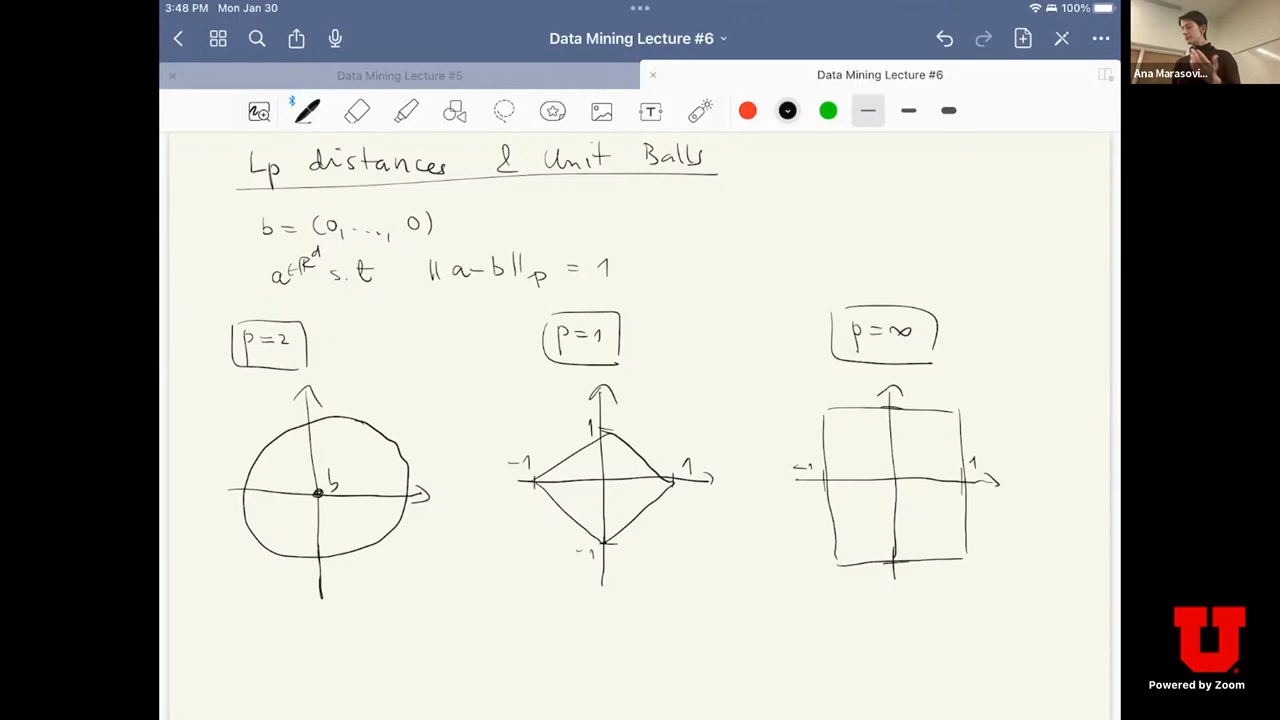 3:48 PM Mon Jan 30
100%
Data Mining Lecture #6
Data Mining Lecture #5
Data Mining Lecture #6
Ana Marasovi...
Lp distances & Unit Balls
b = (0, ..., 0)
a ∈ ℝ^d s.t ‖a - b‖_p = 1
p = 2
p = 1
p = ∞
b
1
-1
1
-1
-1
1
U
Powered by Zoom